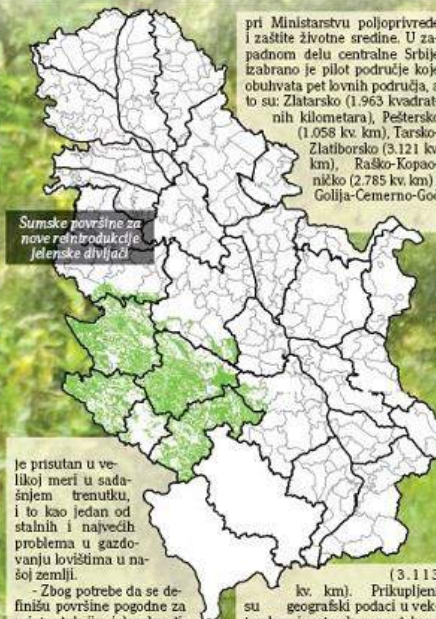 pri Ministarstvu poljoprivrede
i zaštite životne sredine. U za-
padnom delu centralne Srbije
izabrano je pilot područje koje
obuhvata pet lovnih područja, a
to su: Zlatarsko (1.963 kvadrat-
nih kilometara), Peštersko
(1.058 kv. km), Tarsko-
Zlatiborsko (3.121 kv.
km), Raško-Kopao-
ničko (2.785 kv. km) i
Golija-Čemerno-Goč
Šumske površine za
nove reintrodukcije
jelenske divljači
je prisutan u ve-
likoj meri u sada-
šnjem trenutku,
i to kao jedan od
stalnih i najvećih
problema u gazdo-
vanju lovištima u na-
šoj zemlji.
- Zbog potrebe da se de-
finišu površine pogodne za
(3.113
kv. km). Prikupljeni
su geografski podaci u vek-